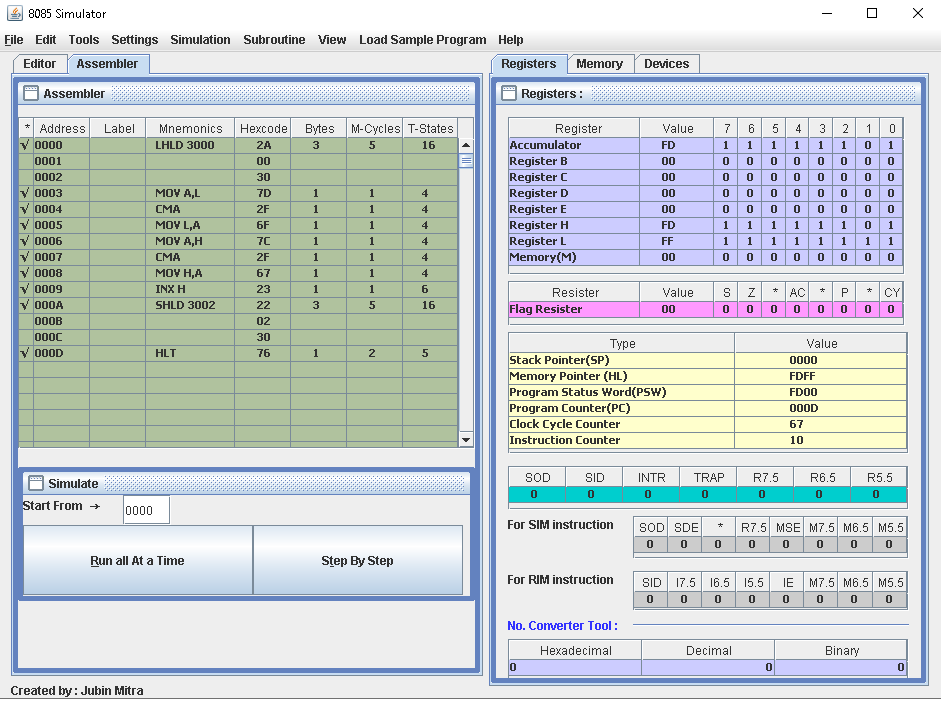 8085 Simulator
File Edit Tools Settings Simulation Subroutine View Load Sample Program Help
Editor Assembler
Assembler
* Address Label Mnemonics Hexcode Bytes M-Cycles T-States
√ 0000 LHLD 3000 2A 3 5 16
0001 00
0002 30
√ 0003 MOV A,L 7D 1 1 4
√ 0004 CMA 2F 1 1 4
√ 0005 MOV L,A 6F 1 1 4
√ 0006 MOV A,H 7C 1 1 4
√ 0007 CMA 2F 1 1 4
√ 0008 MOV H,A 67 1 1 4
√ 0009 INX H 23 1 1 6
√ 000A SHLD 3002 22 3 5 16
000B 02
000C 30
√ 000D HLT 76 1 2 5
Simulate
Start From → 0000
Run all At a Time Step By Step
Created by : Jubin Mitra
Registers Memory Devices
Registers :
Register Value 7 6 5 4 3 2 1 0
Accumulator FD 1 1 1 1 1 1 0 1
Register B 00 0 0 0 0 0 0 0 0
Register C 00 0 0 0 0 0 0 0 0
Register D 00 0 0 0 0 0 0 0 0
Register E 00 0 0 0 0 0 0 0 0
Register H FD 1 1 1 1 1 1 0 1
Register L FF 1 1 1 1 1 1 1 1
Memory(M) 00 0 0 0 0 0 0 0 0
Resister Value S Z * AC * P * CY
Flag Resister 00 0 0 0 0 0 0 0 0
Type Value
Stack Pointer(SP) 0000
Memory Pointer (HL) FDFF
Program Status Word(PSW) FD00
Program Counter(PC) 000D
Clock Cycle Counter 67
Instruction Counter 10
SOD SID INTR TRAP R7.5 R6.5 R5.5
0 0 0 0 0 0 0
For SIM instruction
SOD SDE * R7.5 MSE M7.5 M6.5 M5.5
0 0 0 0 0 0 0 0
For RIM instruction
SID I7.5 I6.5 I5.5 IE M7.5 M6.5 M5.5
0 0 0 0 0 0 0 0
No. Converter Tool :
Hexadecimal Decimal Binary
0 0 0